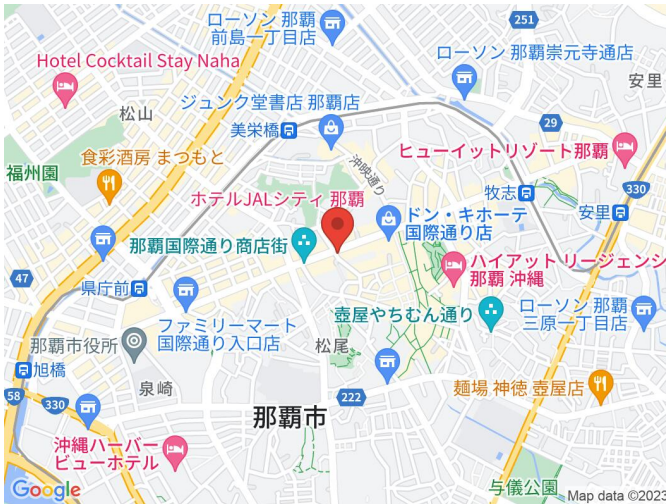 ローソン 那覇
前島一丁目店
251
ローソン 那覇崇元寺通店
Hotel Cocktail Stay Naha
安里
松山
ジュンク堂書店 那覇店
29
美栄橋
ヒューイットリゾート那覇
食彩酒房 まつもと
福州園
沖映通り
330
牧志
ホテルJALシティ 那覇
安里
ドン・キホーテ
国際通り店
那覇国際通り商店街
ハイアット リージェンシ
那覇 沖縄
47
県庁前
壺屋やちむん通り
ローソン 那覇
三原一丁目店
ファミリーマート
国際通り入口店
那覇市役所
松尾
旭橋
泉崎
麺場 神徳 壺屋店
58
330
222
那覇市
沖縄ハーバー
ビューホテル
与儀公園
Google
Map data ©2023